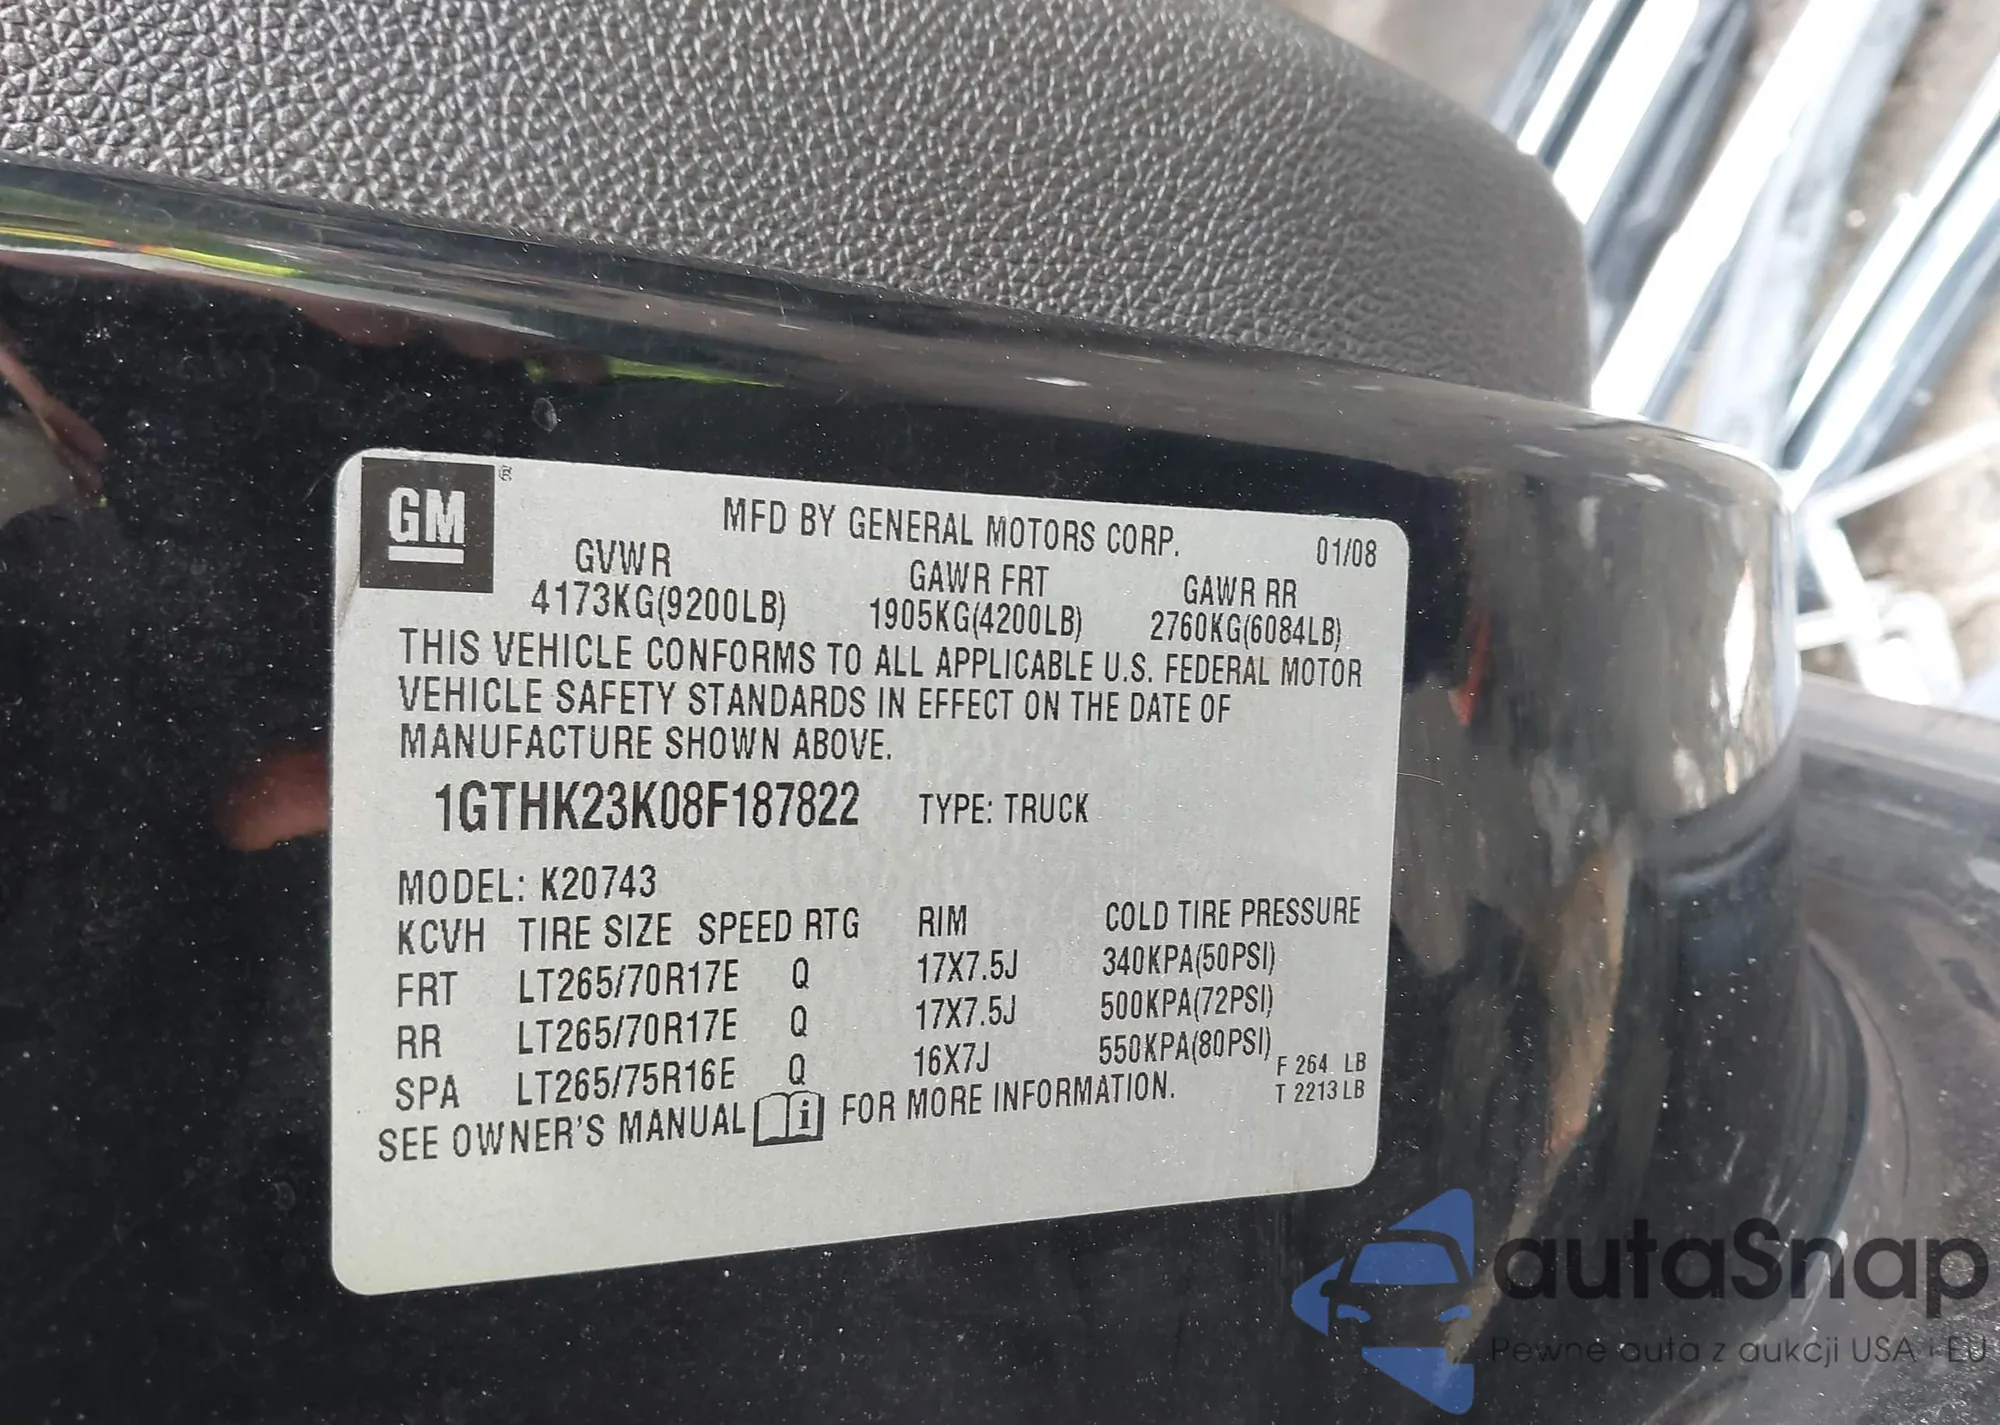 GM ®
MFD BY GENERAL MOTORS CORP. 01/08
GVWR GAWR FRT GAWR RR
4173KG(9200LB) 1905KG(4200LB) 2760KG(6084LB)
THIS VEHICLE CONFORMS TO ALL APPLICABLE U.S. FEDERAL MOTOR
VEHICLE SAFETY STANDARDS IN EFFECT ON THE DATE OF
MANUFACTURE SHOWN ABOVE.
1GTHK23K08F187822 TYPE: TRUCK
MODEL: K20743
KCVH TIRE SIZE SPEED RTG RIM COLD TIRE PRESSURE
FRT LT265/70R17E Q 17X7.5J 340KPA(50PSI)
RR LT265/70R17E Q 17X7.5J 500KPA(72PSI)
SPA LT265/75R16E Q 16X7J 550KPA(80PSI)
F 264 LB
T 2213LB
SEE OWNER'S MANUAL i FOR MORE INFORMATION.
autaSnap
Pewne auta z aukcji USA i EU